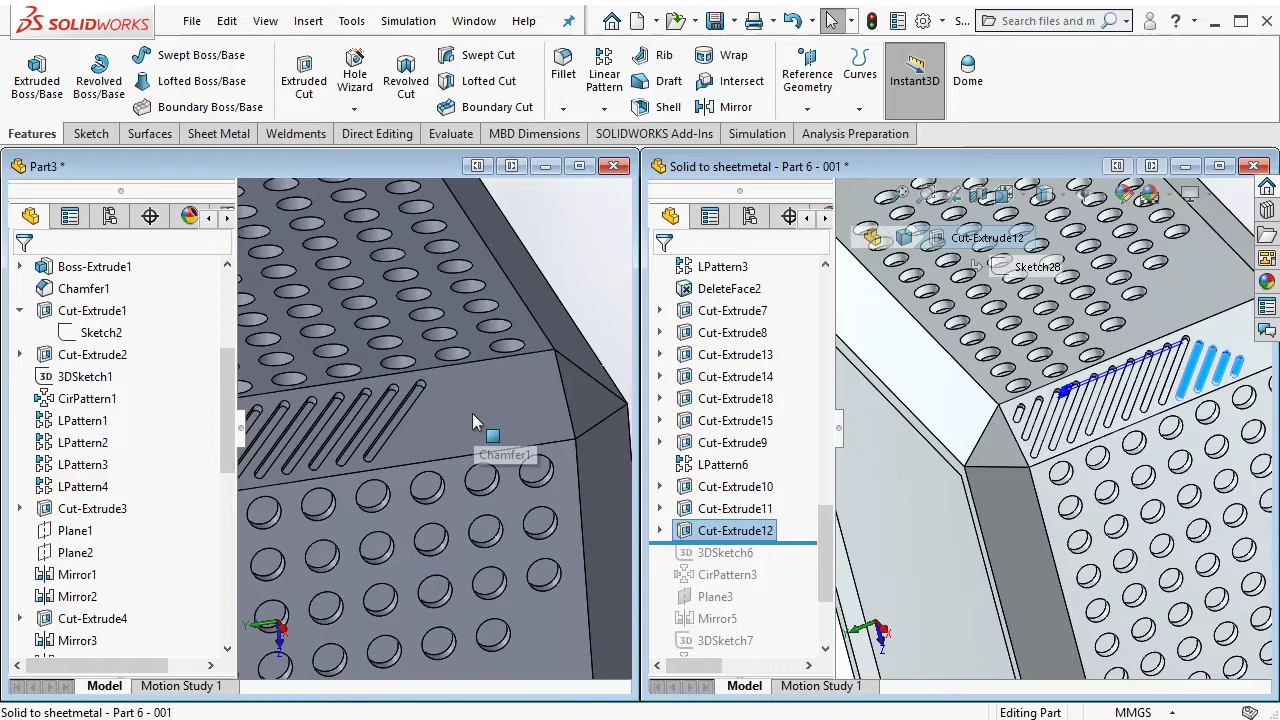 SOLIDWORKS File Edit View Insert Tools Simulation Window Help S... Search files and m ?
Extruded Boss/Base
Revolved Boss/Base
Swept Boss/Base
Lofted Boss/Base
Boundary Boss/Base
Extruded Cut
Hole Wizard
Revolved Cut
Swept Cut
Lofted Cut
Boundary Cut
Fillet
Linear Pattern
Rib
Draft
Shell
Wrap
Intersect
Mirror
Reference Geometry
Curves
Instant3D
Dome
Features Sketch Surfaces Sheet Metal Weldments Direct Editing Evaluate MBD Dimensions SOLIDWORKS Add-Ins Simulation Analysis Preparation
Part3 *
Boss-Extrude1
Chamfer1
Cut-Extrude1
Sketch2
Cut-Extrude2
3D 3DSketch1
CirPattern1
LPattern1
LPattern2
LPattern3
LPattern4
Cut-Extrude3
Plane1
Plane2
Mirror1
Mirror2
Cut-Extrude4
Mirror3
Chamfer1
Y X Z
Model Motion Study 1
Solid to sheetmetal - Part 6 - 001 *
LPattern3
DeleteFace2
Cut-Extrude7
Cut-Extrude8
Cut-Extrude13
Cut-Extrude14
Cut-Extrude18
Cut-Extrude15
Cut-Extrude9
LPattern6
Cut-Extrude10
Cut-Extrude11
Cut-Extrude12
3D 3DSketch6
CirPattern3
Plane3
Mirror5
3D 3DSketch7
Cut-Extrude12
Sketch28
X Z
Model Motion Study 1
Solid to sheetmetal - Part 6 - 001 Editing Part MMGS